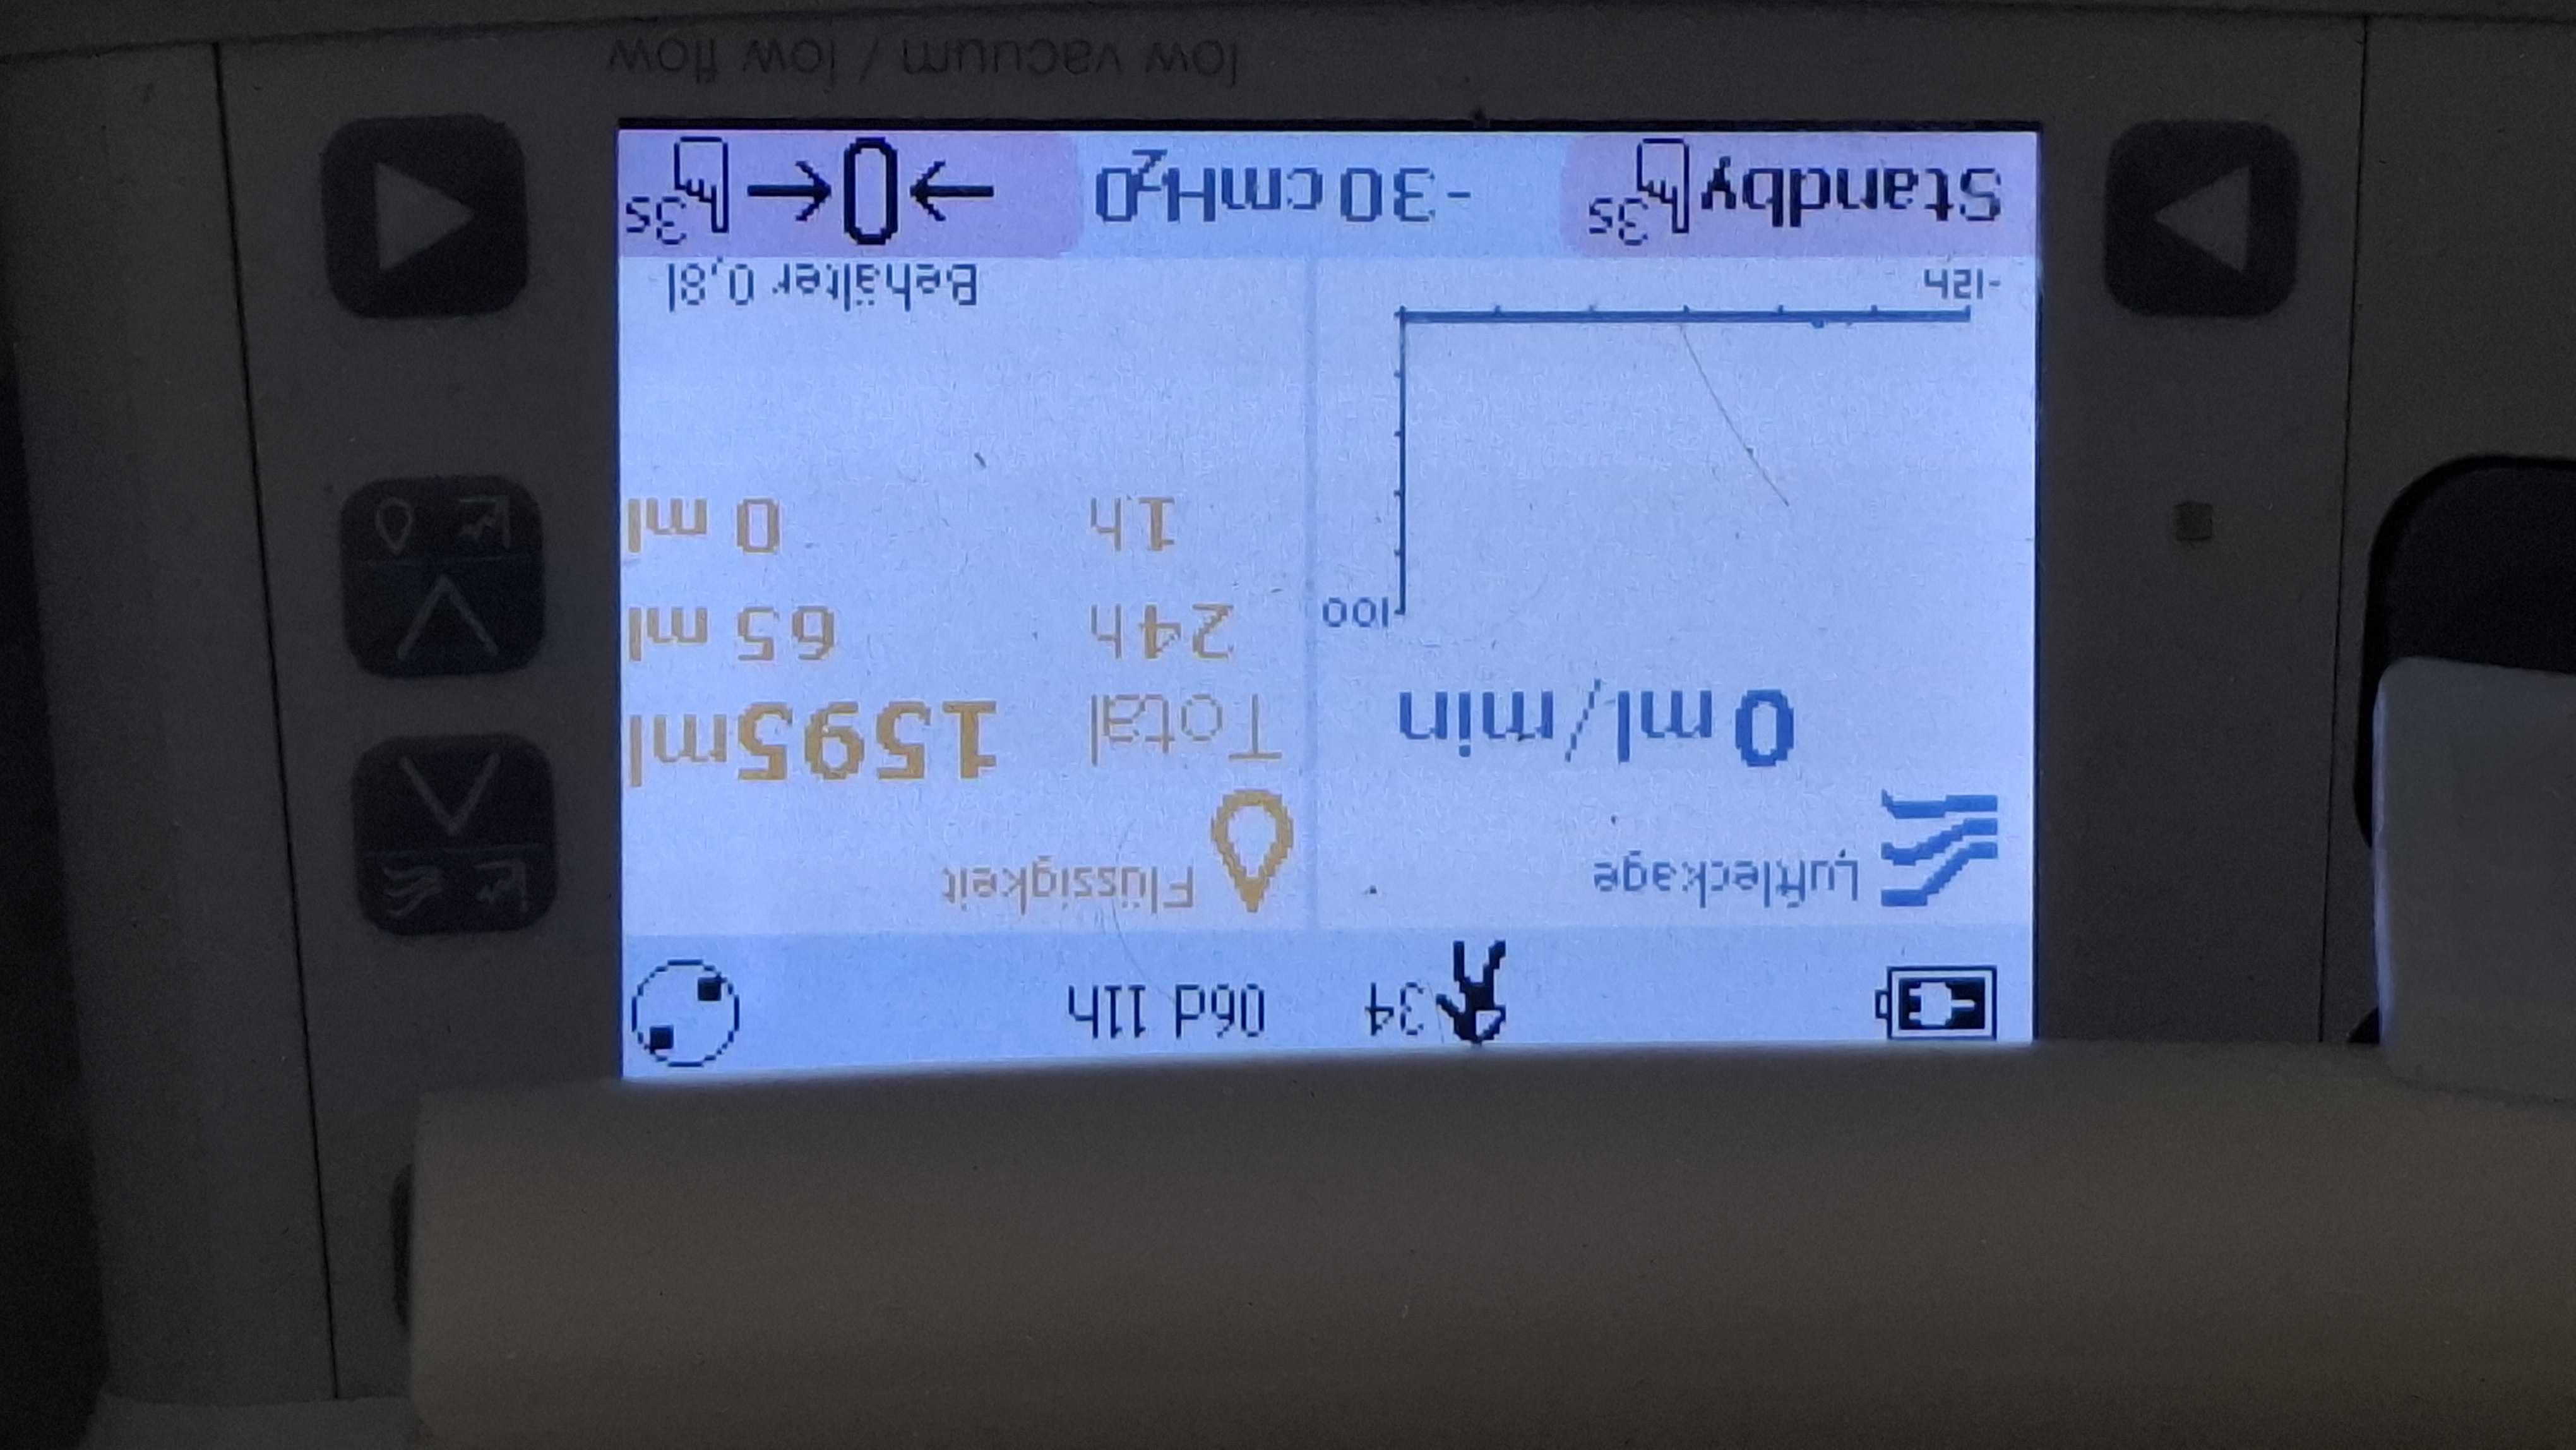 34 06d 11h
Luftleckage
0 ml/min
100
-12h
Flüssigkeit
Total 1595ml
24h 65 ml
1h 0 ml
Behälter 0,8l
Standby 3s
-30 cmH2O
0 3s
low vacuum / low flow